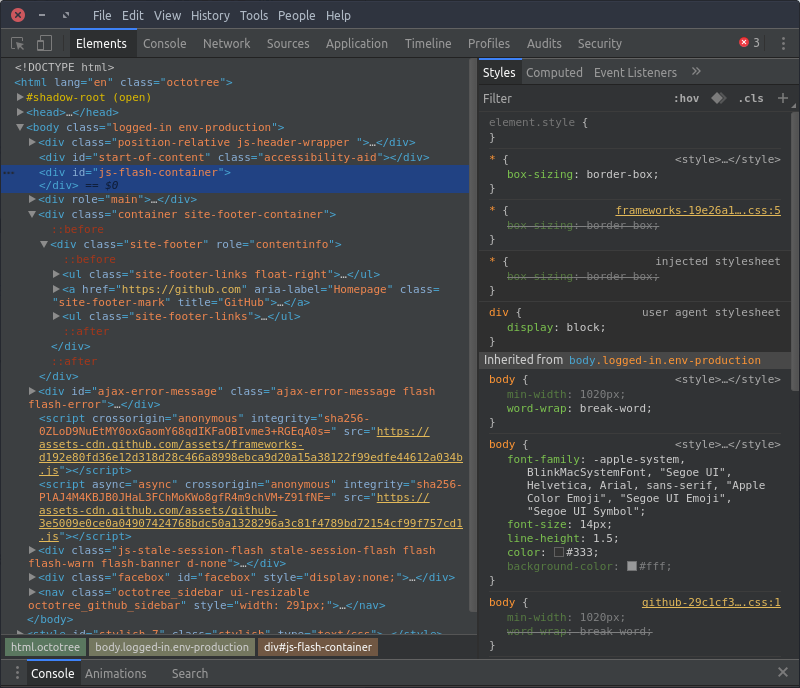 File Edit View History Tools People Help
Elements Console Network Sources Application Timeline Profiles Audits Security 3
<!DOCTYPE html>
<html lang="en" class="octotree">
#shadow-root (open)
<head>…</head>
<body class="logged-in env-production">
<div class="position-relative js-header-wrapper ">…</div>
<div id="start-of-content" class="accessibility-aid"></div>
<div id="js-flash-container">
</div> == $0
<div role="main">…</div>
<div class="container site-footer-container">
::before
<div class="site-footer" role="contentinfo">
::before
<ul class="site-footer-links float-right">…</ul>
<a href="https://github.com" aria-label="Homepage" class=
"site-footer-mark" title="GitHub">…</a>
<ul class="site-footer-links">…</ul>
::after
</div>
::after
</div>
<div id="ajax-error-message" class="ajax-error-message flash
flash-error">…</div>
<script crossorigin="anonymous" integrity="sha256-
0ZLoD9NuEtMY0oxGaomY68qdIKFaOBIvme3+RGEqA0s=" src="https://
assets-cdn.github.com/assets/frameworks-
d192e80fd36e12d318d28c466a8998ebca9d20a15a38122f99edfe44612a034b
.js"></script>
<script async="async" crossorigin="anonymous" integrity="sha256-
PlAJ4M4KBJB0JHaL3FChMoKWo8gfR4m9chVM+Z91fNE=" src="https://
assets-cdn.github.com/assets/github-
3e5009e0ce0a04907424768bdc50a1328296a3c81f4789bd72154cf99f757cd1
.js"></script>
<div class="js-stale-session-flash stale-session-flash flash
flash-warn flash-banner d-none">…</div>
<div class="facebox" id="facebox" style="display:none;">…</div>
<nav class="octotree_sidebar ui-resizable
octotree_github_sidebar" style="width: 291px;">…</nav>
</body>
<style id="stylish-7" class="stylish" type="text/css">…</style>
html.octotree body.logged-in.env-production div#js-flash-container
Styles Computed Event Listeners »
Filter :hov .cls +
element.style {
}
* { <style>…</style>
box-sizing: border-box;
}
* { frameworks-19e26a1….css:5
box-sizing: border-box;
}
* { injected stylesheet
box-sizing: border-box;
}
div { user agent stylesheet
display: block;
}
Inherited from body.logged-in.env-production
body { <style>…</style>
min-width: 1020px;
word-wrap: break-word;
}
body { <style>…</style>
font-family: -apple-system,
BlinkMacSystemFont, "Segoe UI",
Helvetica, Arial, sans-serif, "Apple
Color Emoji", "Segoe UI Emoji",
"Segoe UI Symbol";
font-size: 14px;
line-height: 1.5;
color: #333;
background-color: #fff;
}
body { github-29c1cf3….css:1
min-width: 1020px;
word-wrap: break-word;
}
Console Animations Search